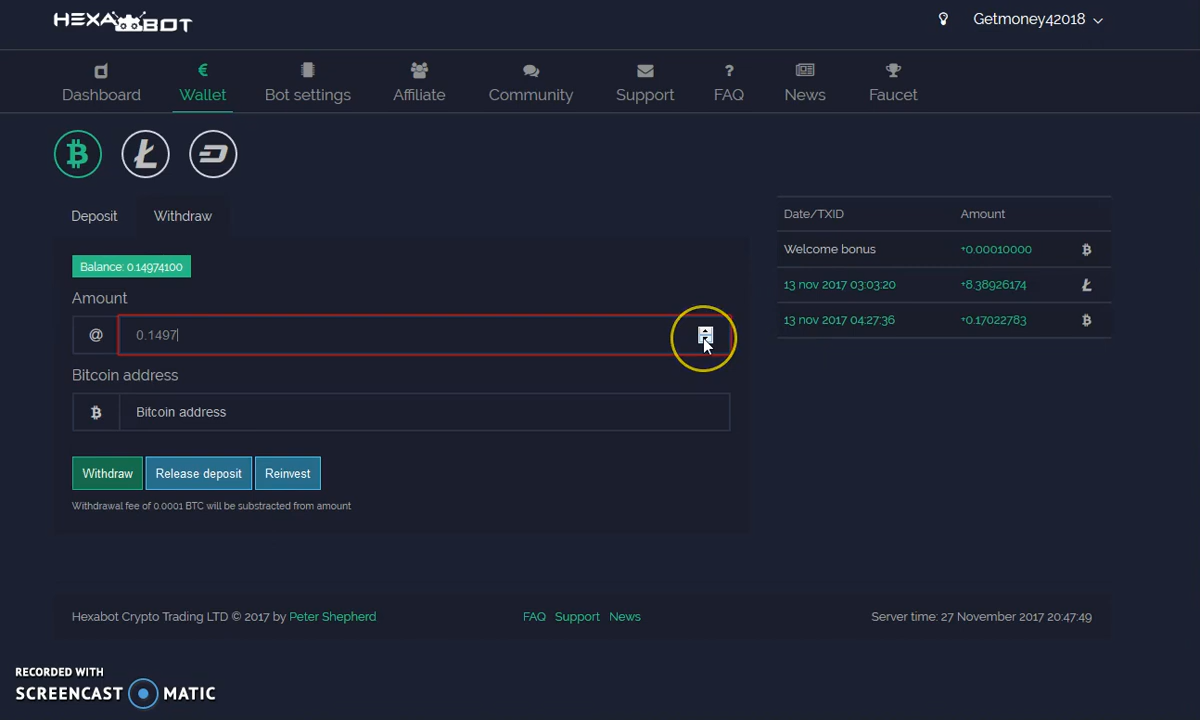 HEXABOT
Getmoney42018
Dashboard
Wallet
Bot settings
Affiliate
Community
Support
FAQ
News
Faucet
Deposit
Withdraw
Balance: 0.14974100
Amount
@ 0.1497
Bitcoin address
Bitcoin address
Withdraw
Release deposit
Reinvest
Withdrawal fee of 0.0001 BTC will be substracted from amount
Date/TXID Amount
Welcome bonus +0.00010000
13 nov 2017 03:03:20 +8.38926174
13 nov 2017 04:27:36 +0.17022783
Hexabot Crypto Trading LTD © 2017 by Peter Shepherd
FAQ Support News
Server time: 27 November 2017 20:47:49
RECORDED WITH
SCREENCAST MATIC